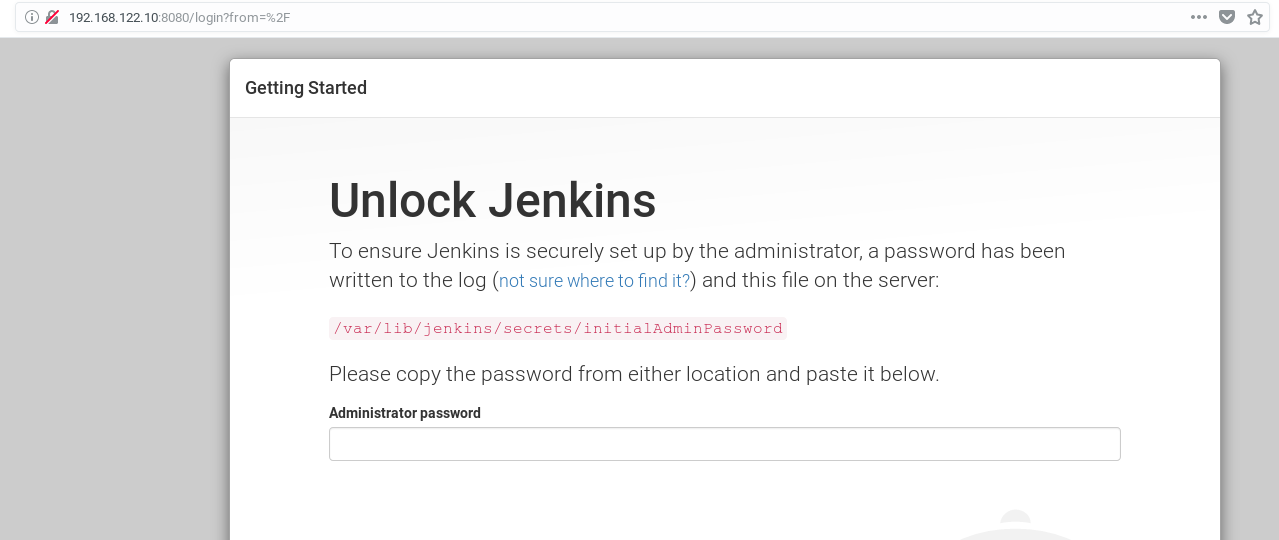 192.168.122.10:8080/login?from=%2F
Getting Started
Unlock Jenkins
To ensure Jenkins is securely set up by the administrator, a password has been
written to the log (not sure where to find it?) and this file on the server:
/var/lib/jenkins/secrets/initialAdminPassword
Please copy the password from either location and paste it below.
Administrator password